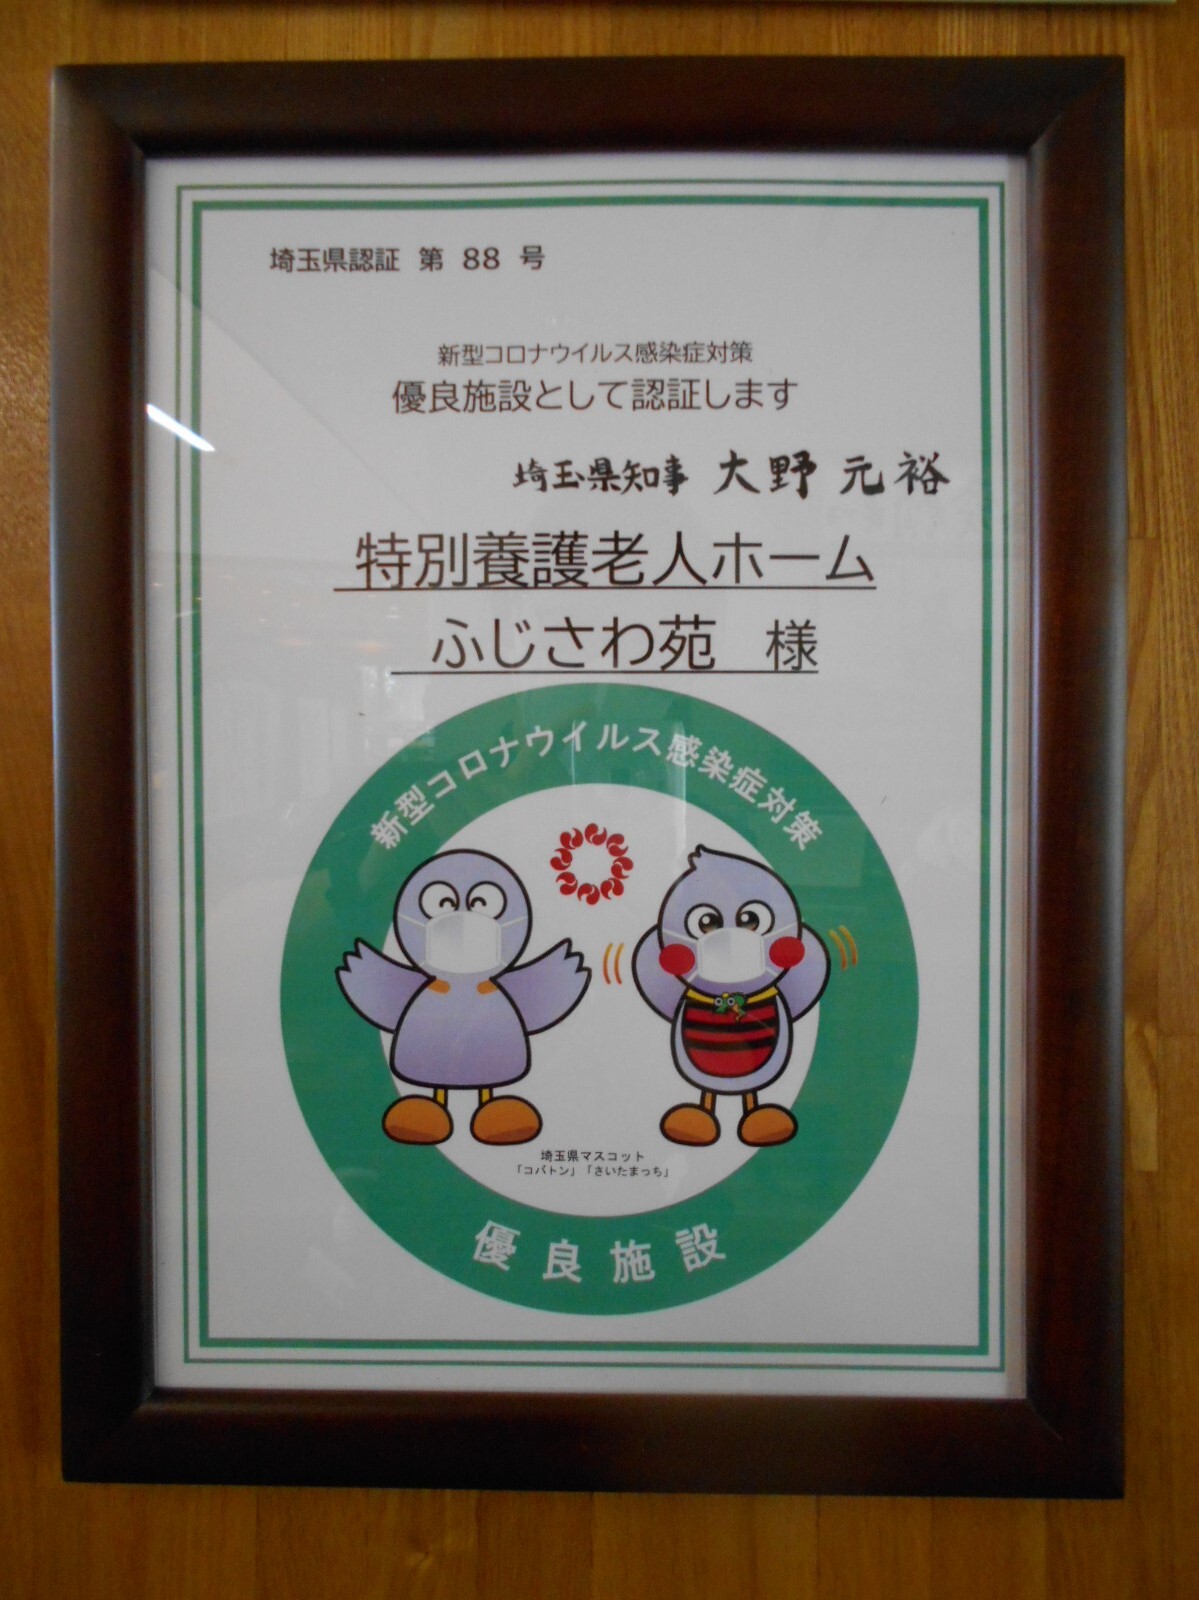 埼玉県認証 第 88 号
新型コロナウイルス感染症対策
優良施設として認証します
埼玉県知事 大野 元裕
特別養護老人ホーム
ふじさわ苑 様
新型コロナウイルス感染症対策
埼玉県マスコット
「コバトン」「さいたまっち」
優良施設